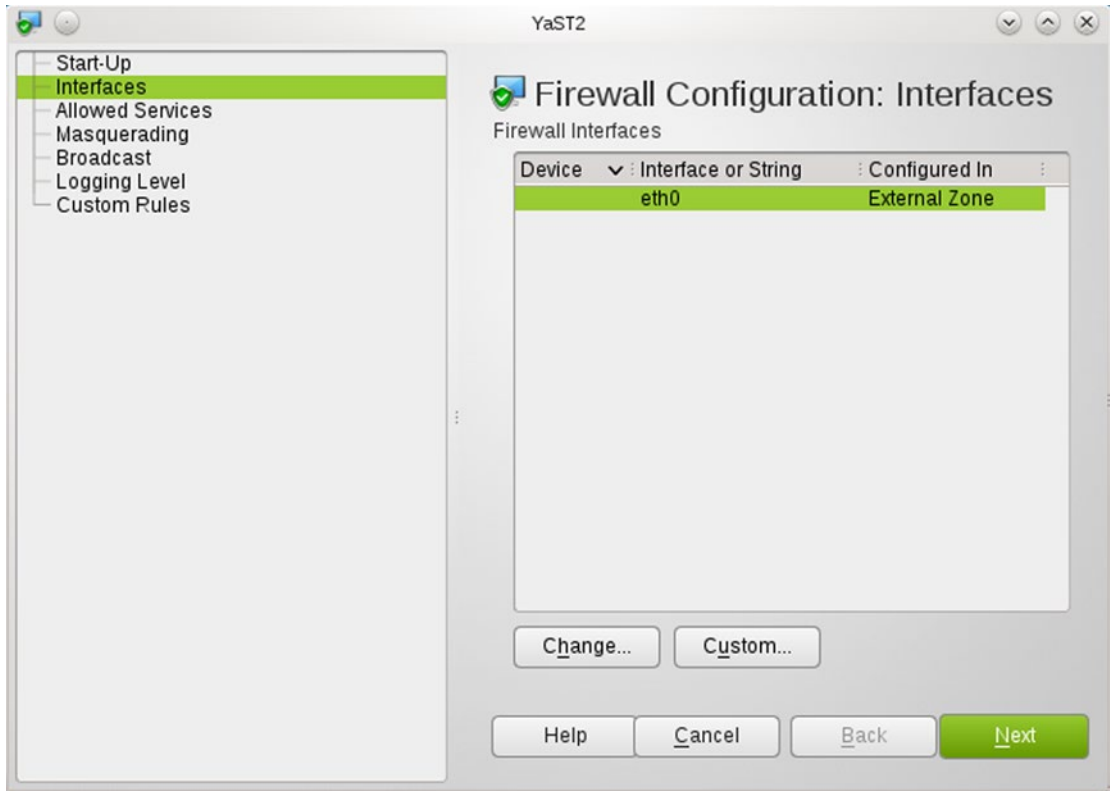 YaST2
Start-Up
Interfaces
Allowed Services
Masquerading
Broadcast
Logging Level
Custom Rules
Firewall Configuration: Interfaces
Firewall Interfaces
Device Interface or String Configured In
eth0 External Zone
Change... Custom...
Help Cancel Back Next